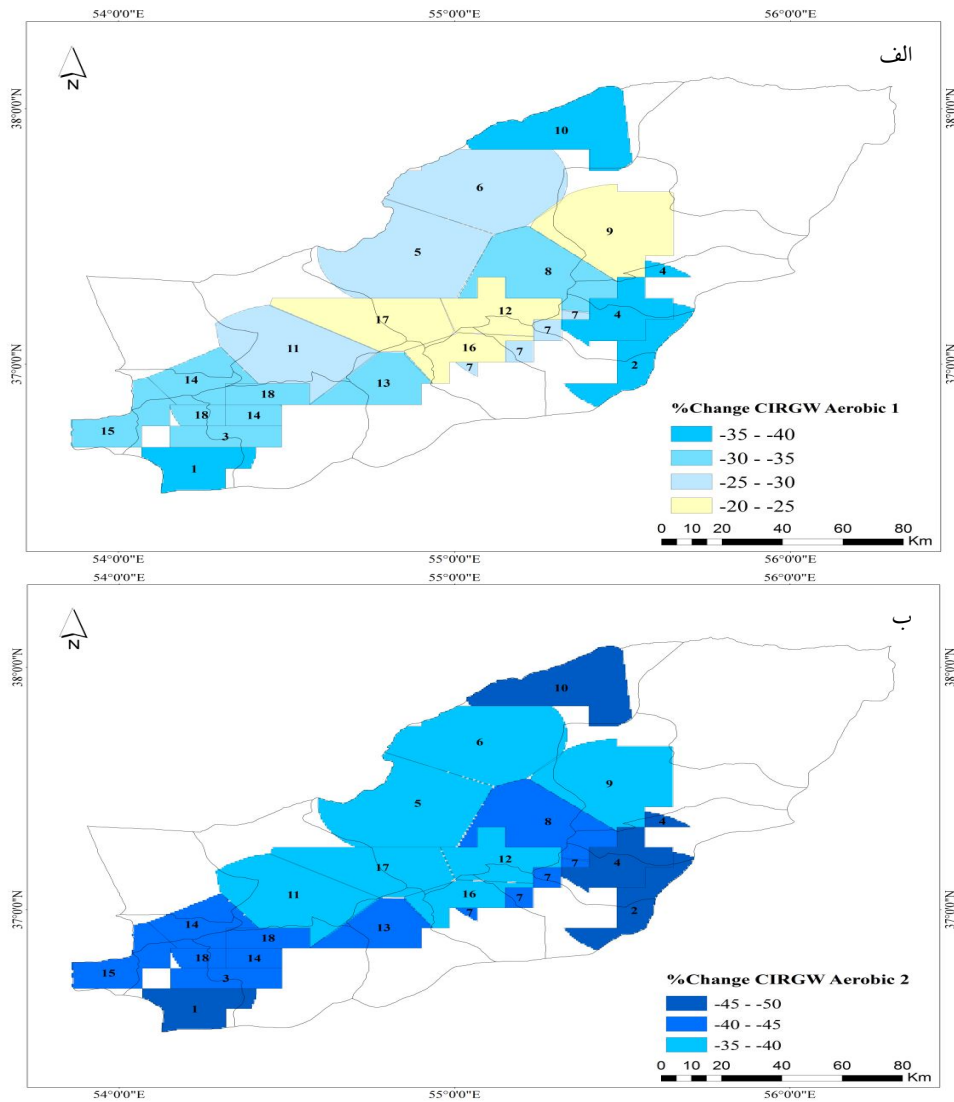 54°0'0"E 55°0'0"E 56°0'0"E
الف
N
38°0'0"N 38°0'0"N
10
6
9
5
8
4
7
4
12
17
7
16
7
11
7
2
37°0'0"N 37°0'0"N
14
13
18
18
14
15
3
1
%Change CIRGW Aerobic 1
-35 - -40
-30 - -35
-25 - -30
-20 - -25
0 10 20 40 60 80
Km
54°0'0"E 55°0'0"E 56°0'0"E
ب
N
38°0'0"N 38°0'0"N
10
6
9
5
8
4
7
4
12
17
7
16
7
11
7
2
37°0'0"N 37°0'0"N
14
13
18
18
14
15
3
1
%Change CIRGW Aerobic 2
-45 - -50
-40 - -45
-35 - -40
0 10 20 40 60 80
Km
54°0'0"E 55°0'0"E 56°0'0"E